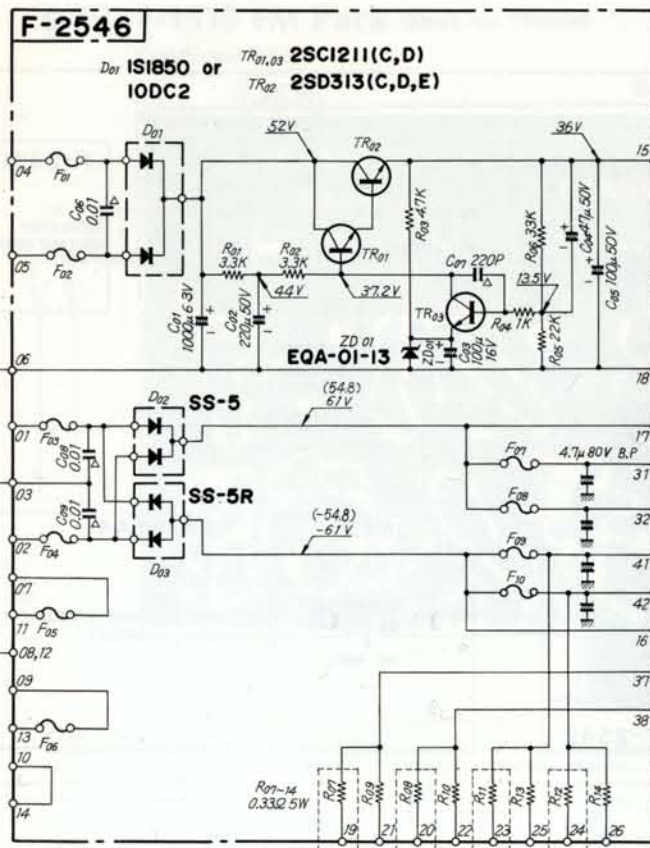 F-2546
D01 1S1850 or
10DC2
TR01,03 2SC1211(C,D)
TR02 2SD313(C,D,E)
04
F01
C06
0.01
D01
52V
TR02
36V
15
05
F02
TR01
R03 4.7K
R06 33K
C04 47μ 50V
C05 100μ 50V
R01
3.3K
R02
3.3K
44V
37.2V
C07 220P
13.5V
TR03
R04
1K
R05 22K
C01
1000μ 63V
C02
220μ 50V
ZD 01
EQA-01-13
ZD01
C03
100μ
16V
06
18
D02
SS-5
(54.8)
61V
01
F03
C08
0.01
17
F07
4.7μ 80V B.P
31
03
SS-5R
C09
0.01
F08
32
02
F04
D03
(-54.8)
-61V
F09
41
07
F10
42
11
F05
16
08,12
09
37
38
13
F06
10
14
R07~14
0.33Ω 5W
R07
R09
R08
R10
R11
R13
R12
R14
19
21
20
22
23
25
24
26